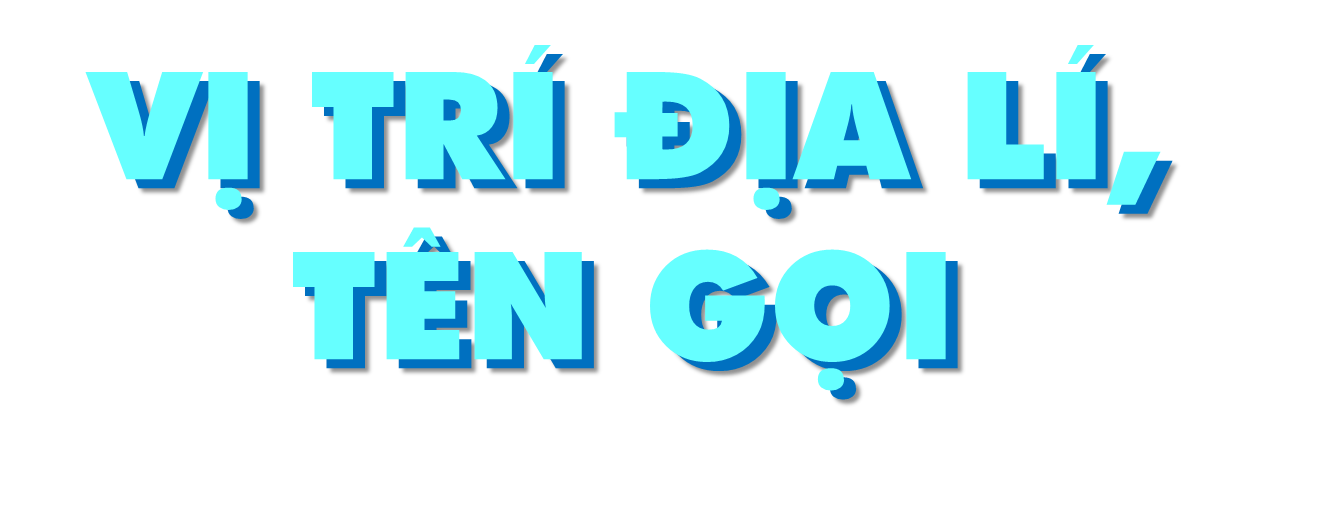 VỊ TRÍ ĐỊA LÍ,
TÊN GỌI